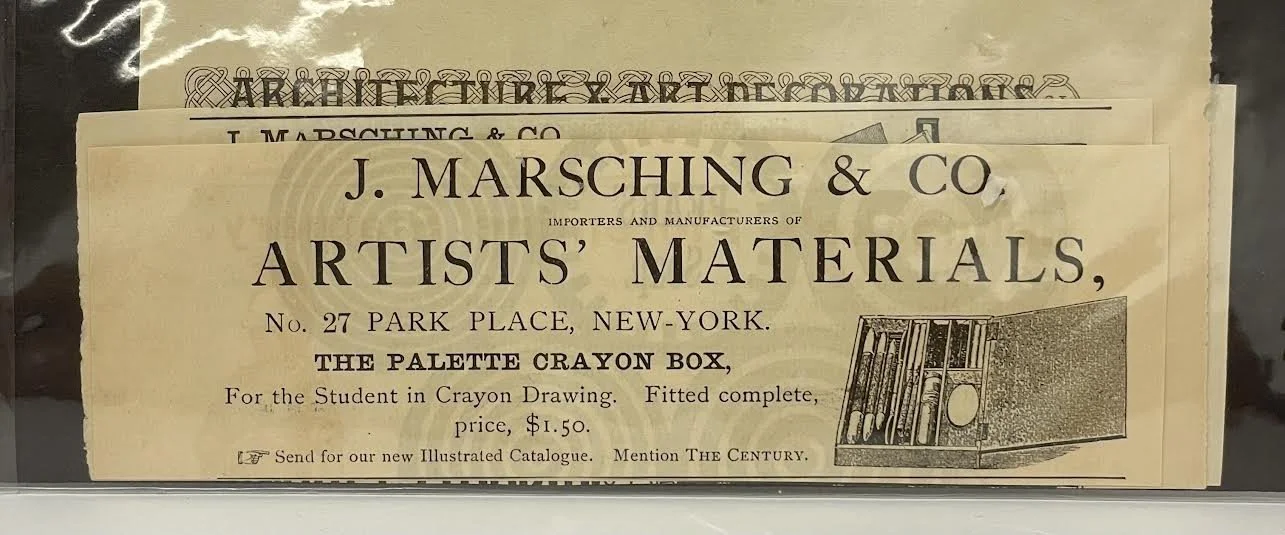 ARCHITECTURE & ART DECORATIONS
J. MARSCHING & CO.
J. MARSCHING & CO.
IMPORTERS AND MANUFACTURERS OF
ARTISTS' MATERIALS,
No. 27 PARK PLACE, NEW-YORK.
THE PALETTE CRAYON BOX,
For the Student in Crayon Drawing. Fitted complete,
price, $1.50.
☞ Send for our new Illustrated Catalogue. Mention THE CENTURY.